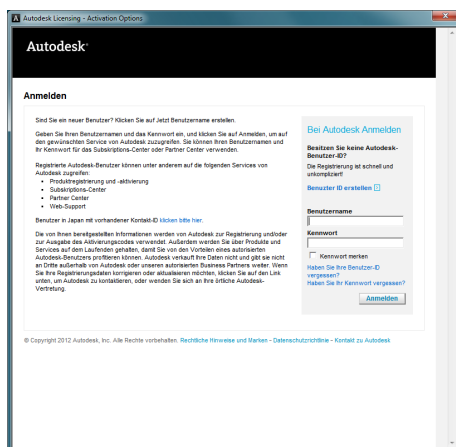 Autodesk Licensing - Activation Options
Autodesk
Anmelden
Sind Sie ein neuer Benutzer? Klicken Sie auf Jetzt Benutzername erstellen.
Geben Sie Ihren Benutzernamen und das Kennwort ein, und klicken Sie auf Anmelden, um auf
den gewünschten Service von Autodesk zuzugreifen. Sie können Ihren Benutzernamen und
Ihr Kennwort für das Subskriptions-Center oder Partner Center verwenden.
Registrierte Autodesk-Benutzer können unter anderem auf die folgenden Services von
Autodesk zugreifen:
• Produktregistrierung und -aktivierung
• Subskriptions-Center
• Partner Center
• Web-Support
Benutzer in Japan mit vorhandener Kontakt-ID klicken bitte hier.
Die von Ihnen bereitgestellten Informationen werden von Autodesk zur Registrierung und/oder
zur Ausgabe des Aktivierungscodes verwendet. Außerdem werden Sie über Produkte und
Services auf dem Laufenden gehalten, damit Sie von den Vorteilen eines autorisierten
Autodesk-Benutzers profitieren können. Autodesk verkauft Ihre Daten nicht und gibt sie nicht
an Dritte außerhalb von Autodesk oder unseren autorisierten Business Partners weiter. Wenn
Sie Ihre Registrierungsdaten korrigieren oder aktualisieren möchten, klicken Sie auf den Link
unten, um Autodesk zu kontaktieren, oder wenden Sie sich an Ihre örtliche Autodesk-
Vertretung.
Bei Autodesk Anmelden
Besitzen Sie keine Autodesk-
Benutzer-ID?
Die Registrierung ist schnell und
unkompliziert!
Benutzer ID erstellen
Benutzername
Kennwort
Kennwort merken
Haben Sie Ihre Benutzer-ID
vergessen?
Haben Sie Ihr Kennwort vergessen?
Anmelden
© Copyright 2012 Autodesk, Inc. Alle Rechte vorbehalten. Rechtliche Hinweise und Marken - Datenschutzrichtlinie - Kontakt zu Autodesk